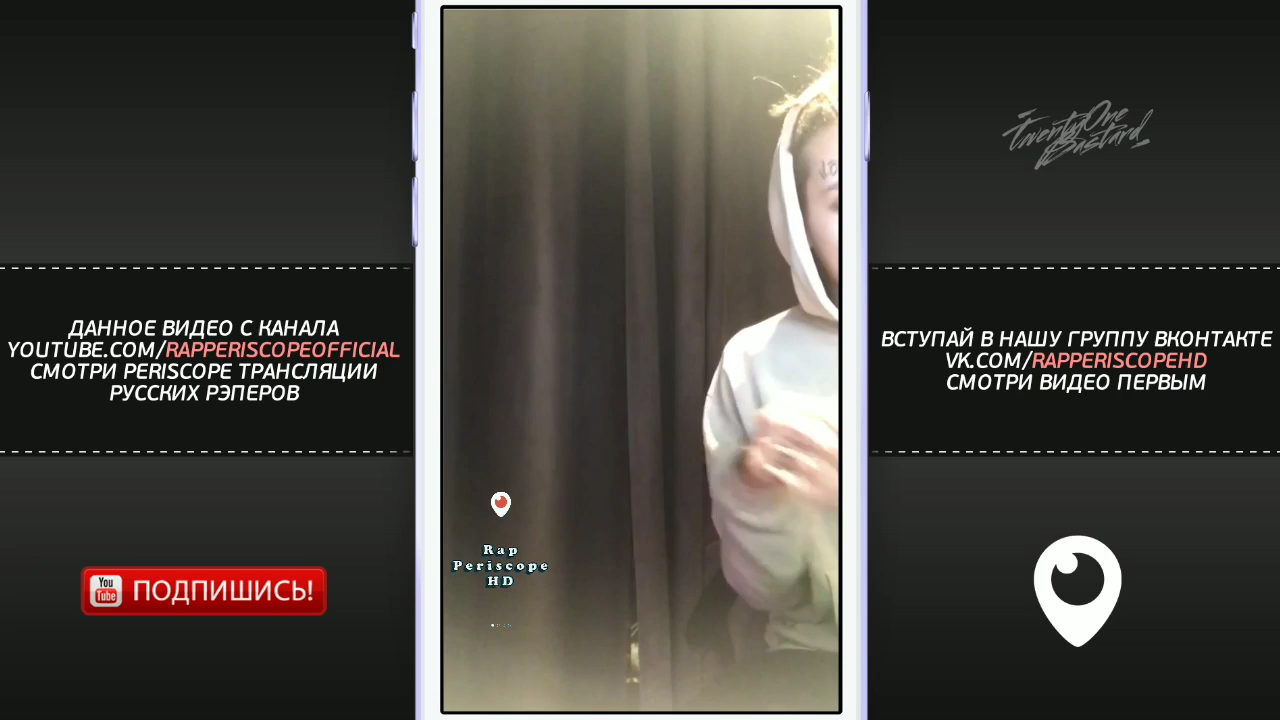 ДАННОЕ ВИДЕО С КАНАЛА
YOUTUBE.COM/RAPPERISCOPEOFFICIAL
СМОТРИ PERISCOPE ТРАНСЛЯЦИИ
РУССКИХ РЭПЕРОВ
You
Tube
ПОДПИШИСЬ!
Rap
Periscope
HD
TwentyOne
Bastard
ВСТУПАЙ В НАШУ ГРУППУ ВКОНТАКТЕ
VK.COM/RAPPERISCOPEHD
СМОТРИ ВИДЕО ПЕРВЫМ